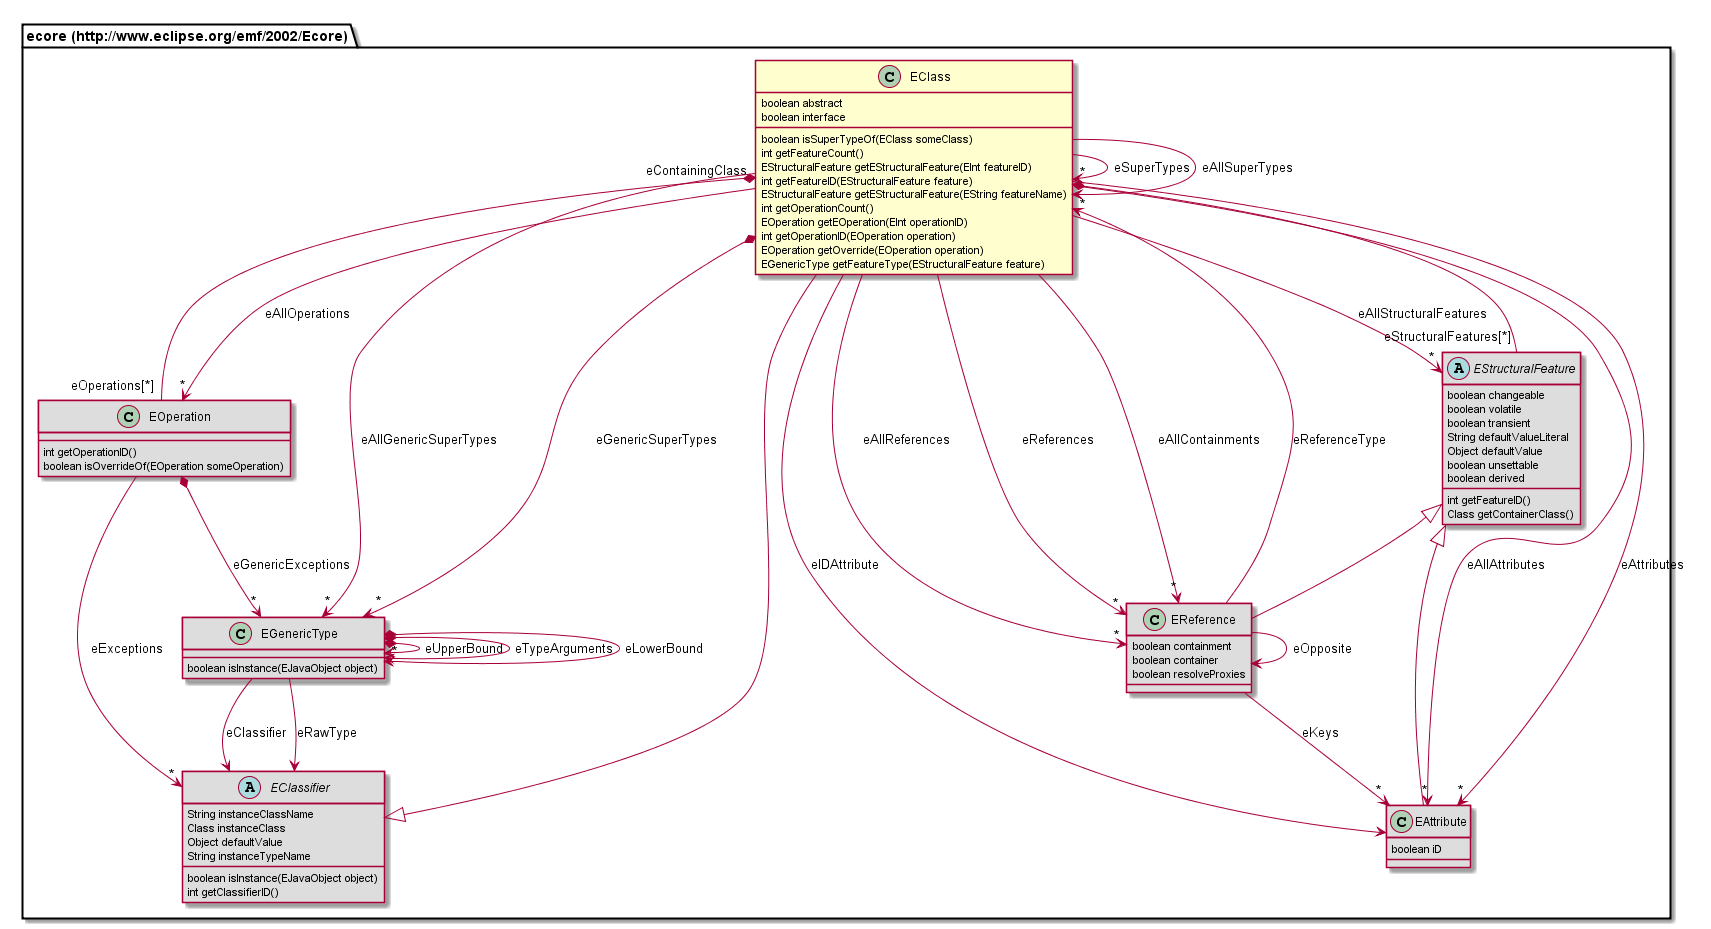 ecore (http://www.eclipse.org/emf/2002/Ecore)
C EClass
boolean abstract
boolean interface
boolean isSuperTypeOf(EClass someClass)
int getFeatureCount()
EStructuralFeature getEStructuralFeature(EInt featureID)
int getFeatureID(EStructuralFeature feature)
EStructuralFeature getEStructuralFeature(EString featureName)
int getOperationCount()
EOperation getEOperation(EInt operationID)
int getOperationID(EOperation operation)
EOperation getOverride(EOperation operation)
EGenericType getFeatureType(EStructuralFeature feature)
eContainingClass
*
eSuperTypes
eAllSuperTypes
*
eAllOperations
eAllStructuralFeatures
eStructuralFeatures[*]
*
eOperations[*]
*
A EStructuralFeature
boolean changeable
boolean volatile
boolean transient
String defaultValueLiteral
Object defaultValue
boolean unsettable
boolean derived
int getFeatureID()
Class getContainerClass()
C EOperation
int getOperationID()
boolean isOverrideOf(EOperation someOperation)
eAllGenericSuperTypes
eGenericSuperTypes
eAllReferences
eReferences
eAllContainments
eReferenceType
eGenericExceptions
eIDAttribute
eAllAttributes
eAttributes
*
*
*
*
*
*
C EGenericType
boolean isInstance(EJavaObject object)
*
eUpperBound
eTypeArguments
eLowerBound
C EReference
boolean containment
boolean container
boolean resolveProxies
eOpposite
eExceptions
eClassifier
eRawType
eKeys
*
*
*
*
A EClassifier
String instanceClassName
Class instanceClass
Object defaultValue
String instanceTypeName
boolean isInstance(EJavaObject object)
int getClassifierID()
C EAttribute
boolean iD